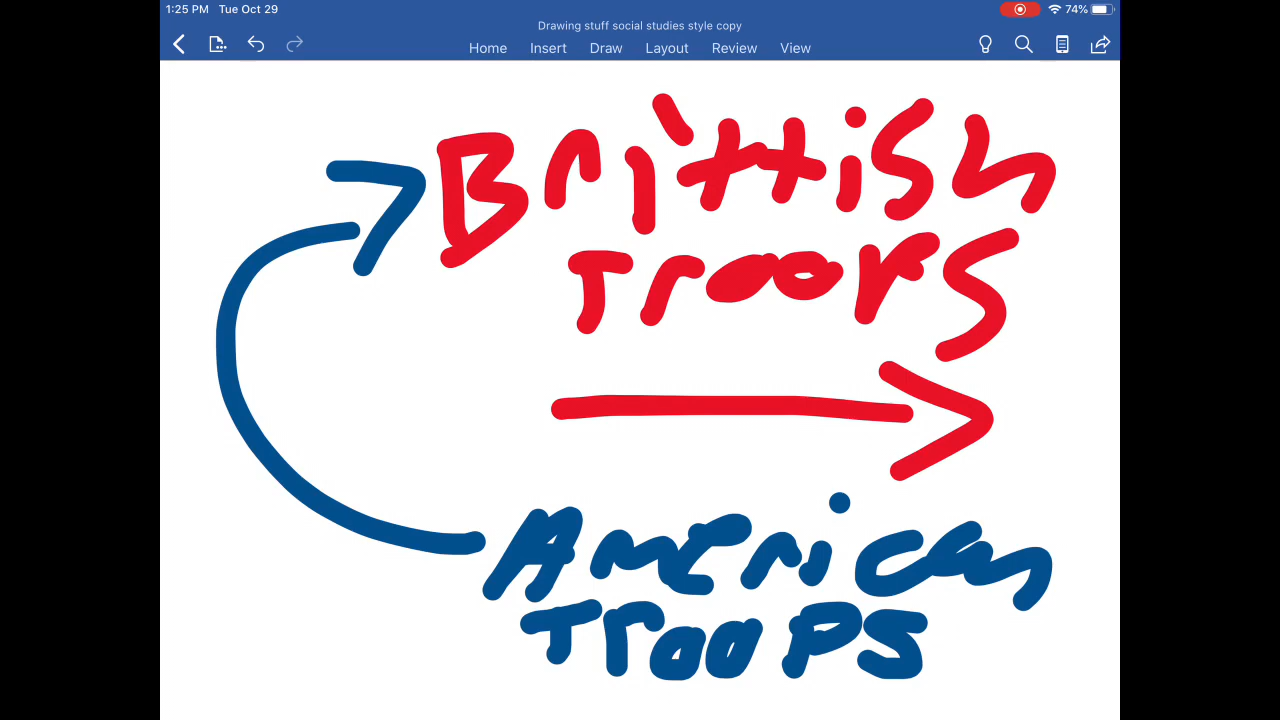 1:25 PM Tue Oct 29 74%
Drawing stuff social studies style copy
Home Insert Draw Layout Review View
Brittish
Troops
American
Troops